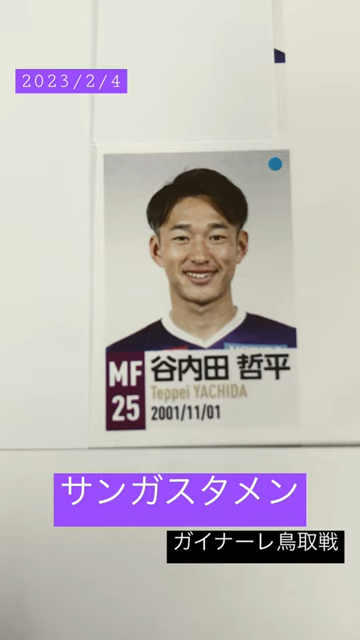 2023/2/4
MF
25
谷内田 哲平
Teppei YACHIDA
2001/11/01
サンガスタメン
ガイナーレ鳥取戦